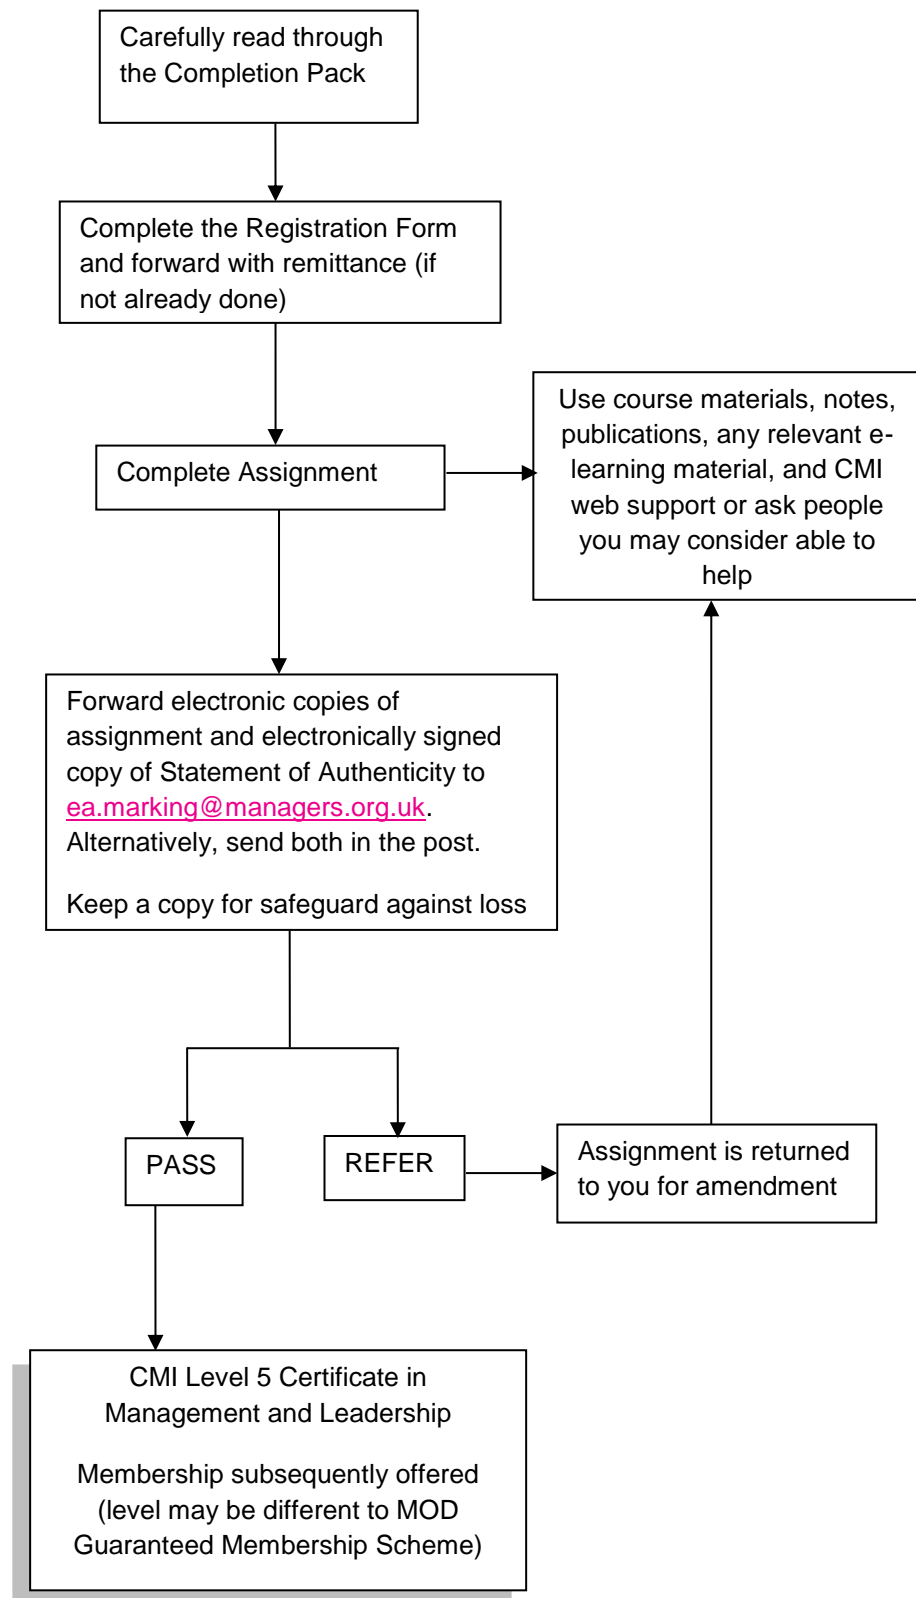 Carefully read through
the Completion Pack
Complete the Registration Form
and forward with remittance (if
not already done)
Complete Assignment
Use course materials, notes,
publications, any relevant e-
learning material, and CMI
web support or ask people
you may consider able to
help
Forward electronic copies of
assignment and electronically signed
copy of Statement of Authenticity to
ea.marking@managers.org.uk.
Alternatively, send both in the post.
Keep a copy for safeguard against loss
PASS
REFER
Assignment is returned
to you for amendment
CMI Level 5 Certificate in
Management and Leadership
Membership subsequently offered
(level may be different to MOD
Guaranteed Membership Scheme)